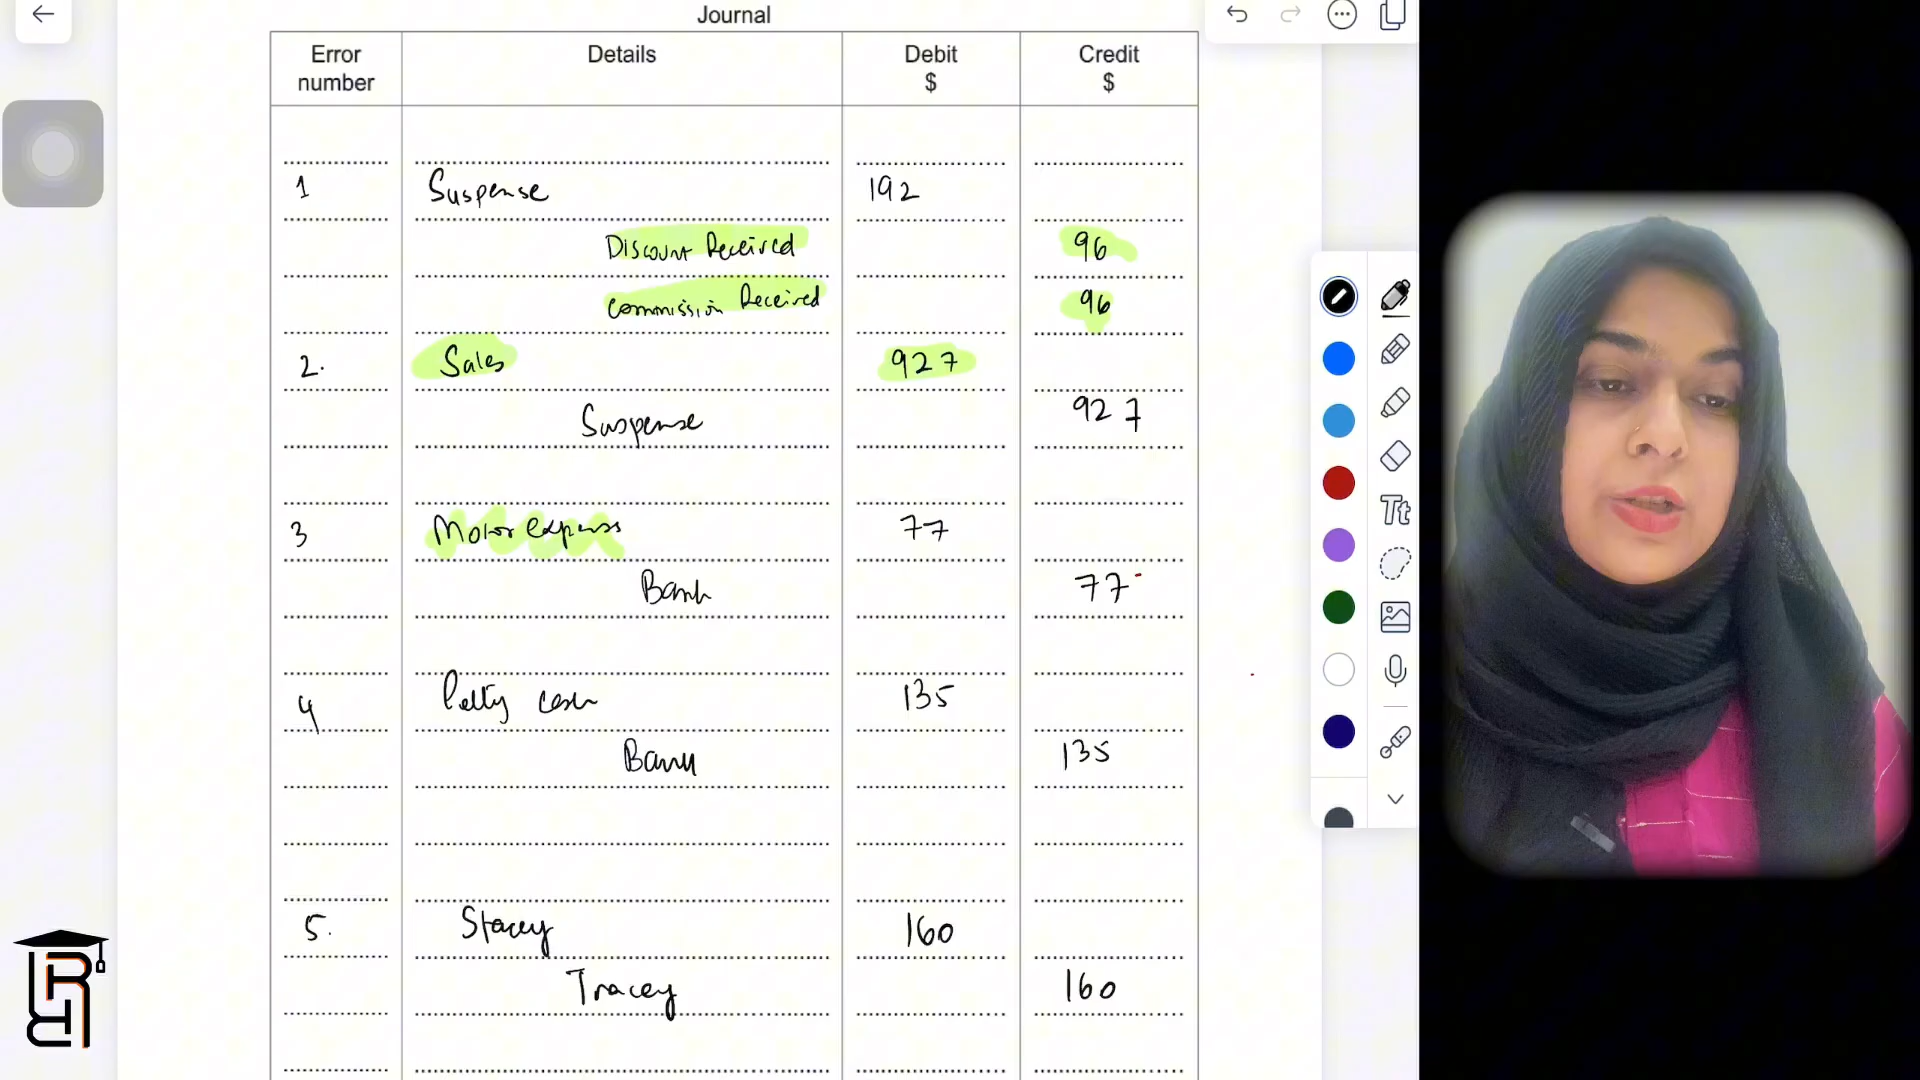 Journal
Error number Details Debit $ Credit $
1 Suspense 192
Discount Received 96
Commission Received 96
2. Sales 927
Suspense 927
3 Motor expenses 77
Bank 77
4 Petty cash 135
Bank 135
5. Stacey 160
Tracey 160
Tt